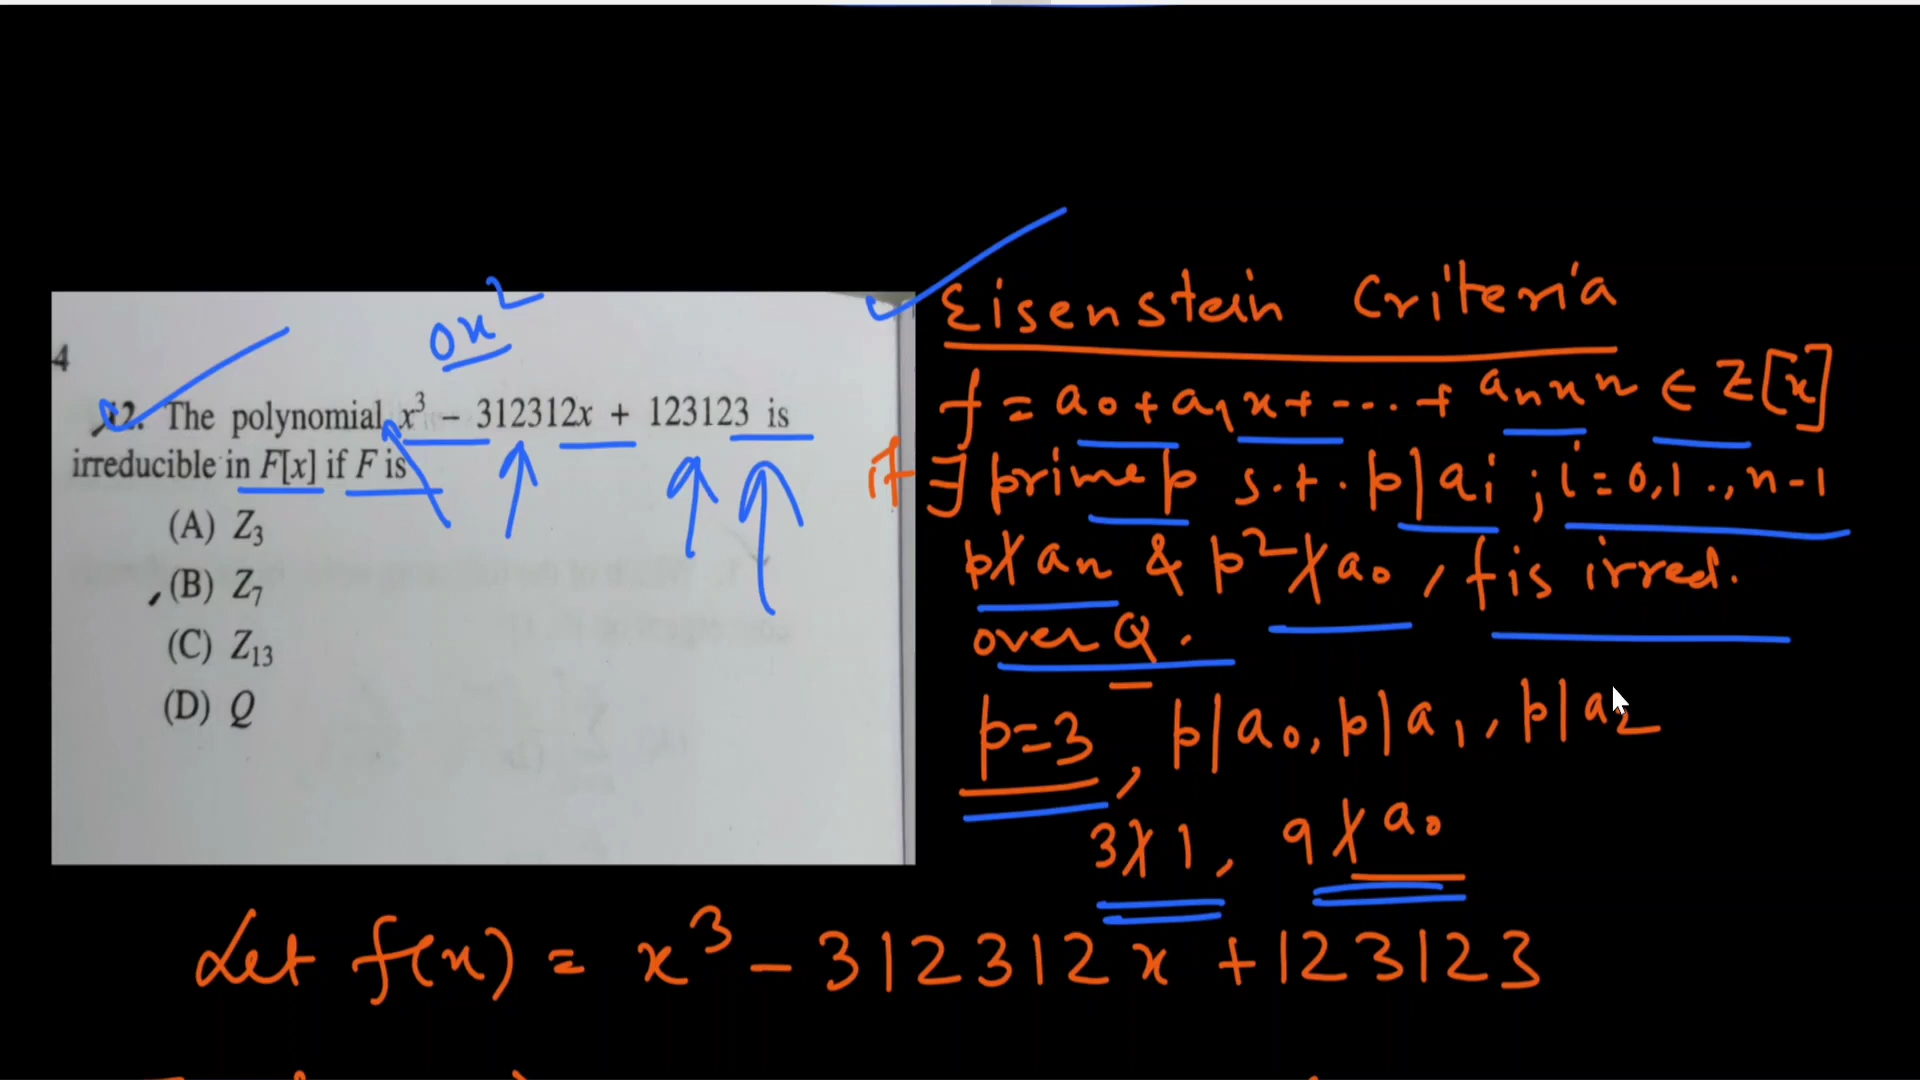 4
12. The polynomial x³ – 312312x + 123123 is
irreducible in F[x] if F is
(A) Z₃
(B) Z₇
(C) Z₁₃
(D) Q
0x²
Eisenstein Criteria
f = a₀ + a₁x + --- + aₙxⁿ ∈ Z[x]
if ∃ prime p s.t. p|aᵢ ; i = 0,1 .., n-1
p∤aₙ & p²∤a₀ , f is irred.
over Q.
p=3 , p|a₀, p|a₁, p|a₂
3∤1, 9∤a₀
Let f(x) = x³ - 312312x + 123123